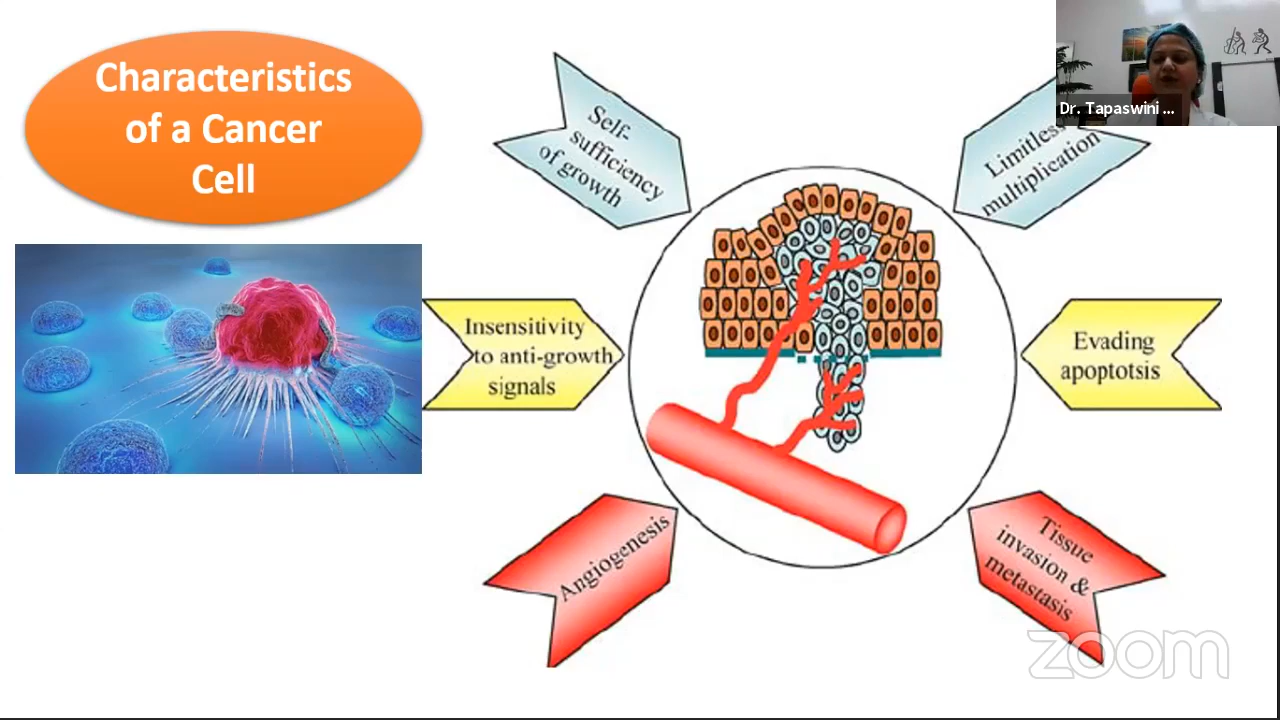 Characteristics
of a Cancer
Cell
Dr. Tapaswini ...
Self-
sufficiency
of growth
Limitless
multiplication
Insensitivity
to anti-growth
signals
Evading
apoptotsis
Angiogenesis
Tissue
invasion &
metastasis
zoom